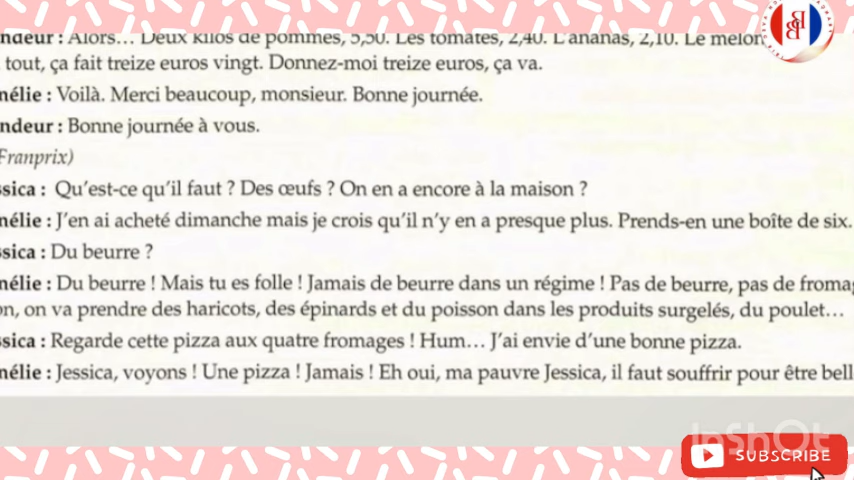 ndeur : Alors... Deux kilos de pommes, 5,50. Les tomates, 2,40. L'ananas, 2,10. Le melon
tout, ça fait treize euros vingt. Donnez-moi treize euros, ça va.
nélie : Voilà. Merci beaucoup, monsieur. Bonne journée.
ndeur : Bonne journée à vous.
Franprix)
ssica : Qu'est-ce qu'il faut ? Des œufs ? On en a encore à la maison ?
nélie : J'en ai acheté dimanche mais je crois qu'il n'y en a presque plus. Prends-en une boîte de six.
ssica : Du beurre ?
nélie : Du beurre ! Mais tu es folle ! Jamais de beurre dans un régime ! Pas de beurre, pas de fromag
on, on va prendre des haricots, des épinards et du poisson dans les produits surgelés, du poulet...
ssica : Regarde cette pizza aux quatre fromages ! Hum... J'ai envie d'une bonne pizza.
nélie : Jessica, voyons ! Une pizza ! Jamais ! Eh oui, ma pauvre Jessica, il faut souffrir pour être bell
InShOt
SUBSCRIBE